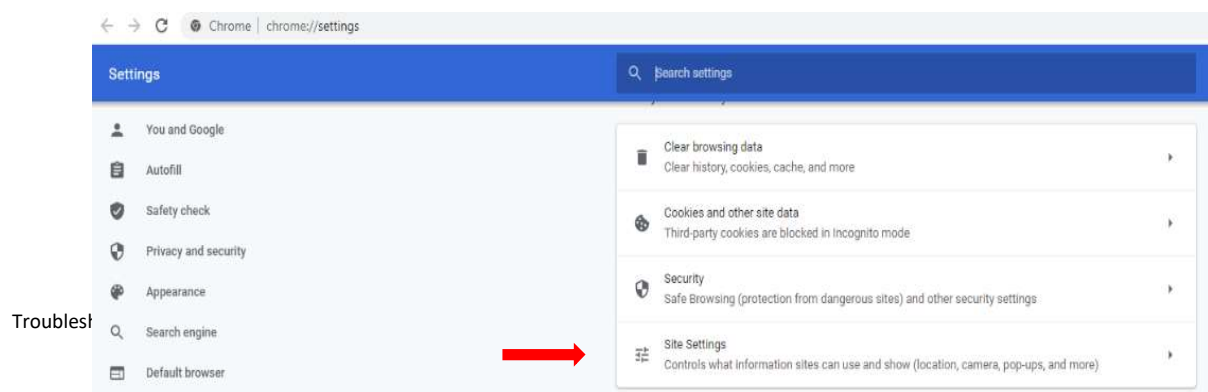 Chrome | chrome://settings
Settings
Search settings
You and Google
Autofill
Safety check
Privacy and security
Appearance
Search engine
Default browser
Clear browsing data
Clear history, cookies, cache, and more
Cookies and other site data
Third-party cookies are blocked in Incognito mode
Security
Safe Browsing (protection from dangerous sites) and other security settings
Site Settings
Controls what information sites can use and show (location, camera, pop-ups, and more)